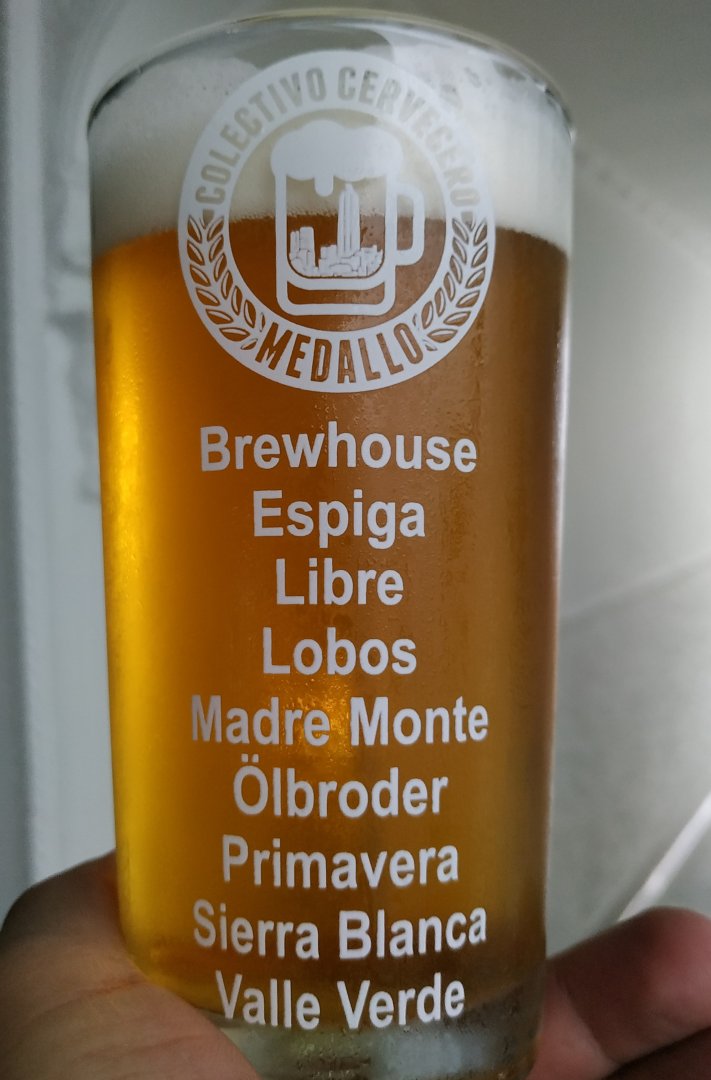 COLECTIVO CERVECERO
MEDALLO
Brewhouse
Espiga
Libre
Lobos
Madre Monte
Ölbroder
Primavera
Sierra Blanca
Valle Verde